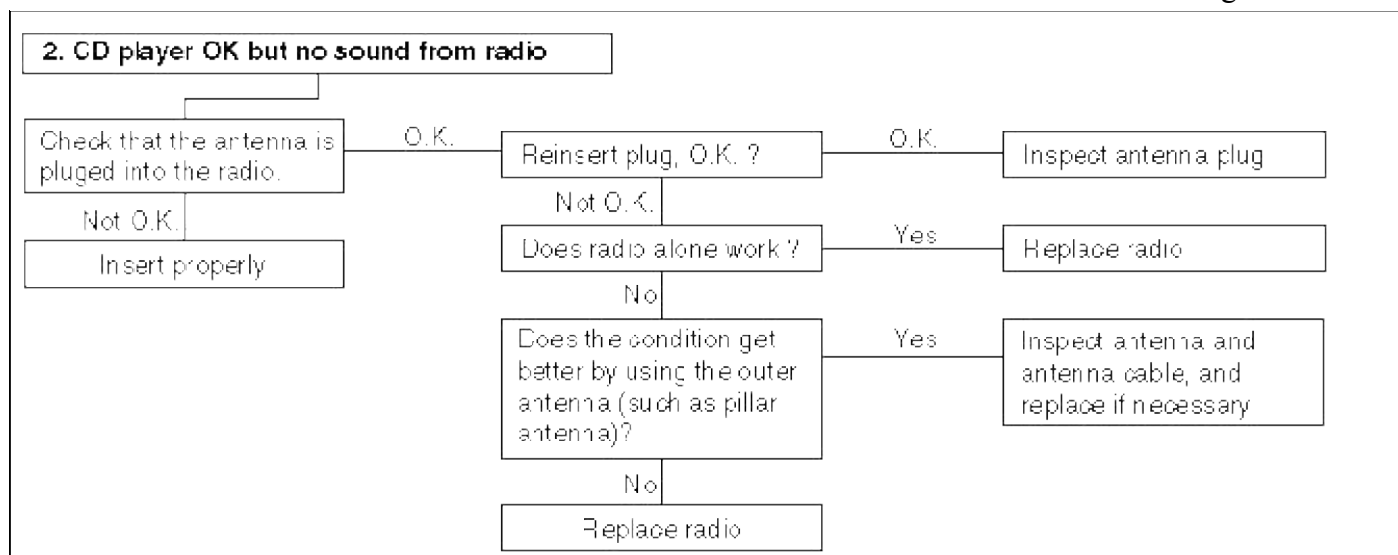 2. CD player OK but no sound from radio
Check that the antenna is
pluged into the radio.
O.K.
Reinsert plug, O.K. ?
O.K.
Inspect antenna plug
Not O.K.
Insert properly
Not O.K.
Does radio alone work ?
Yes
Replace radio
No
Does the condition get
better by using the outer
antenna (such as pillar
antenna)?
Yes
Inspect antenna and
antenna cable, and
replace if necessary
No
Replace radio